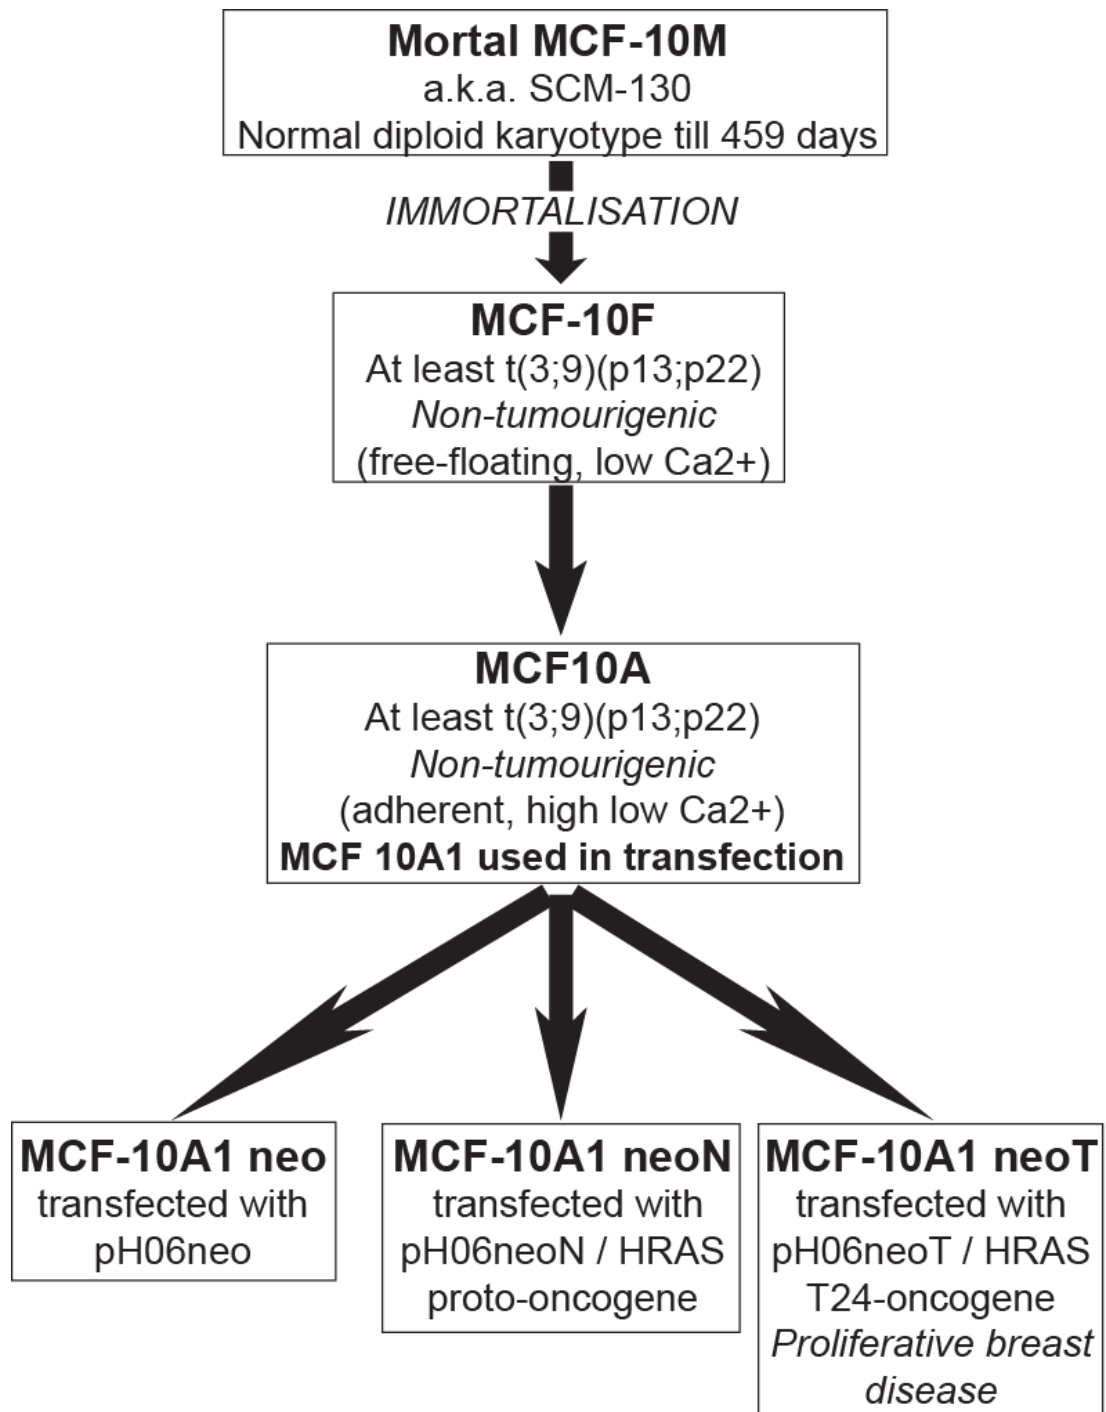 Mortal MCF-10M
a.k.a. SCM-130
Normal diploid karyotype till 459 days
IMMORTALISATION
MCF-10F
At least t(3;9)(p13;p22)
Non-tumourigenic
(free-floating, low Ca2+)
MCF10A
At least t(3;9)(p13;p22)
Non-tumourigenic
(adherent, high low Ca2+)
MCF 10A1 used in transfection
MCF-10A1 neo
transfected with
pH06neo
MCF-10A1 neoN
transfected with
pH06neoN / HRAS
proto-oncogene
MCF-10A1 neoT
transfected with
pH06neoT / HRAS
T24-oncogene
Proliferative breast
disease